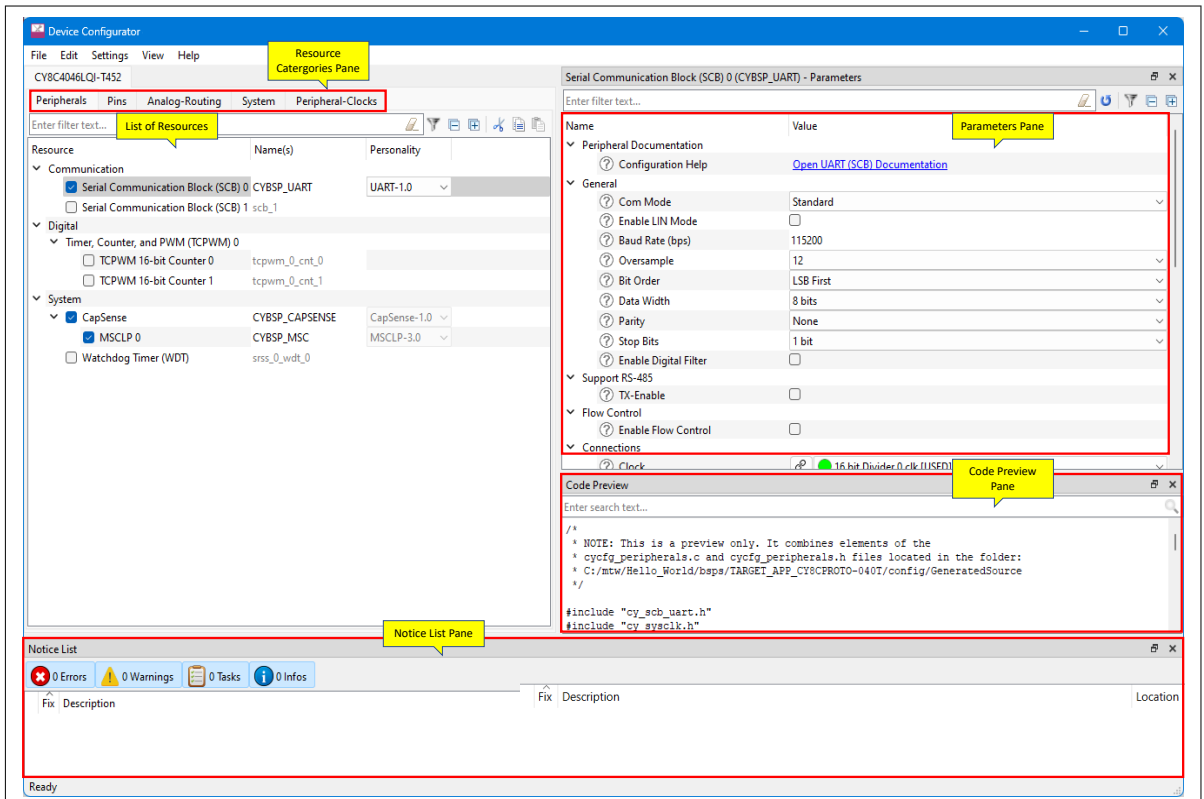 Device Configurator
File Edit Settings View Help
Resource
Catergories Pane
CY8C4046LQI-T452
Peripherals Pins Analog-Routing System Peripheral-Clocks
Enter filter text...
List of Resources
Resource Name(s) Personality
Communication
Serial Communication Block (SCB) 0 CYBSP_UART UART-1.0
Serial Communication Block (SCB) 1 scb_1
Digital
Timer, Counter, and PWM (TCPWM) 0
TCPWM 16-bit Counter 0 tcpwm_0_cnt_0
TCPWM 16-bit Counter 1 tcpwm_0_cnt_1
System
CapSense CYBSP_CAPSENSE CapSense-1.0
MSCLP 0 CYBSP_MSC MSCLP-3.0
Watchdog Timer (WDT) srss_0_wdt_0
Serial Communication Block (SCB) 0 (CYBSP_UART) - Parameters
Enter filter text...
Name Value
Parameters Pane
Peripheral Documentation
Configuration Help Open UART (SCB) Documentation
General
Com Mode Standard
Enable LIN Mode
Baud Rate (bps) 115200
Oversample 12
Bit Order LSB First
Data Width 8 bits
Parity None
Stop Bits 1 bit
Enable Digital Filter
Support RS-485
TX-Enable
Flow Control
Enable Flow Control
Connections
Clock 16 bit Divider 0 clk [USED]
Code Preview
Pane
Code Preview
Enter search text...
/*
* NOTE: This is a preview only. It combines elements of the
* cycfg_peripherals.c and cycfg_peripherals.h files located in the folder:
* C:/mtw/Hello_World/bsps/TARGET_APP_CY8CPROTO-040T/config/GeneratedSource
*/
#include "cy_scb_uart.h"
#include "cy_sysclk.h"
Notice List Pane
Notice List
0 Errors 0 Warnings 0 Tasks 0 Infos
Fix Description Fix Description Location
Ready